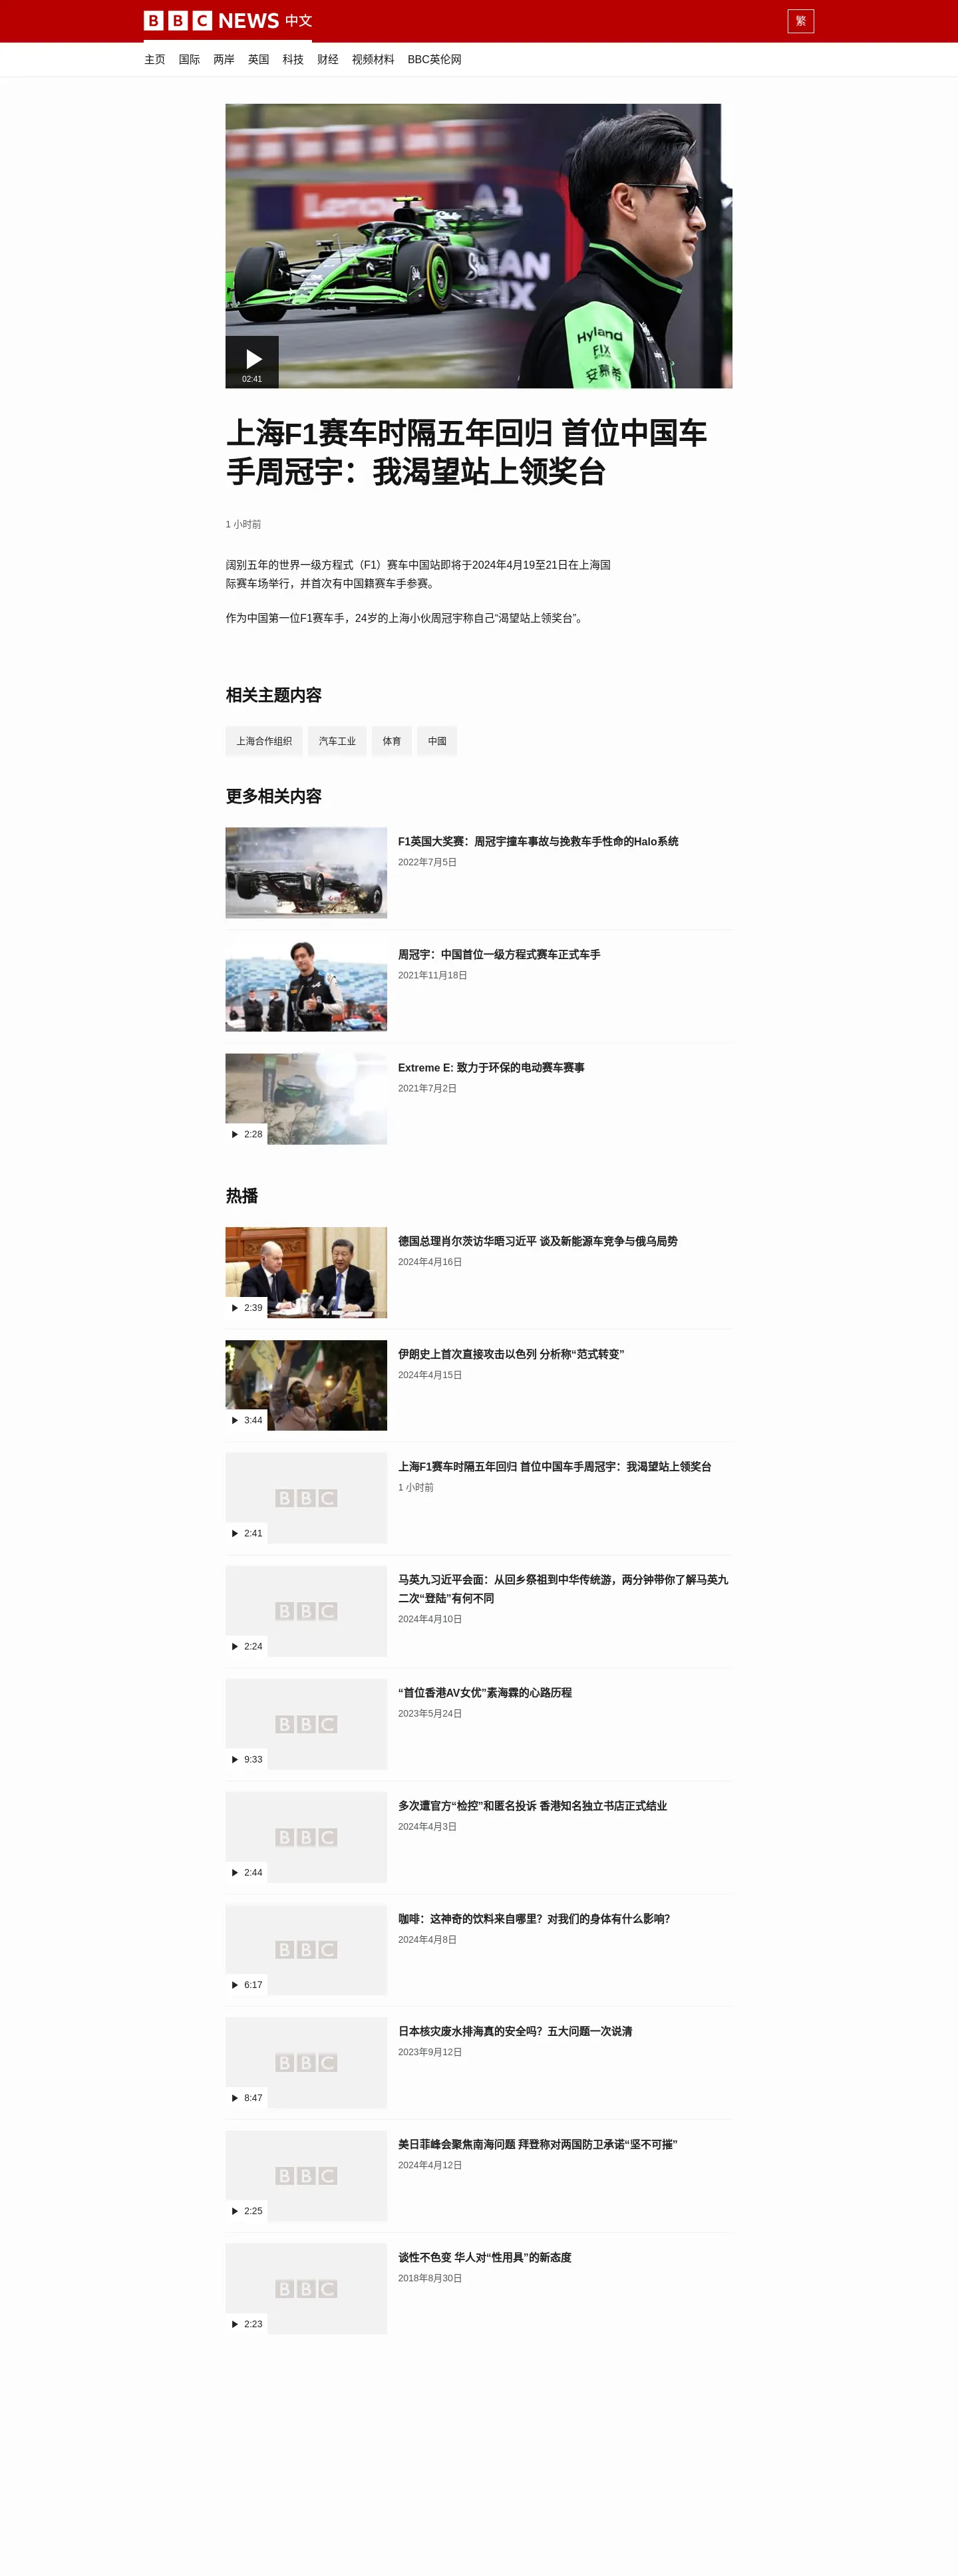 BBC NEWS 中文
繁
主页 国际 两岸 英国 科技 财经 视频材料 BBC英伦网
Hyland
FIX
安慕希
02:41
上海F1赛车时隔五年回归 首位中国车
手周冠宇：我渴望站上领奖台
1 小时前
阔别五年的世界一级方程式（F1）赛车中国站即将于2024年4月19至21日在上海国
际赛车场举行，并首次有中国籍赛车手参赛。
作为中国第一位F1赛车手，24岁的上海小伙周冠宇称自己“渴望站上领奖台”。
相关主题内容
上海合作组织 汽车工业 体育 中國
更多相关内容
F1英国大奖赛：周冠宇撞车事故与挽救车手性命的Halo系统
2022年7月5日
周冠宇：中国首位一级方程式赛车正式车手
2021年11月18日
Extreme E: 致力于环保的电动赛车赛事
2021年7月2日
2:28
热播
德国总理肖尔茨访华晤习近平 谈及新能源车竞争与俄乌局势
2024年4月16日
2:39
伊朗史上首次直接攻击以色列 分析称“范式转变”
2024年4月15日
3:44
上海F1赛车时隔五年回归 首位中国车手周冠宇：我渴望站上领奖台
1 小时前
BBC
2:41
马英九习近平会面：从回乡祭祖到中华传统游，两分钟带你了解马英九
二次“登陆”有何不同
2024年4月10日
BBC
2:24
“首位香港AV女优”素海霖的心路历程
2023年5月24日
BBC
9:33
多次遭官方“检控”和匿名投诉 香港知名独立书店正式结业
2024年4月3日
BBC
2:44
咖啡：这神奇的饮料来自哪里？对我们的身体有什么影响？
2024年4月8日
BBC
6:17
日本核灾废水排海真的安全吗？五大问题一次说清
2023年9月12日
BBC
8:47
美日菲峰会聚焦南海问题 拜登称对两国防卫承诺“坚不可摧”
2024年4月12日
BBC
2:25
谈性不色变 华人对“性用具”的新态度
2018年8月30日
BBC
2:23